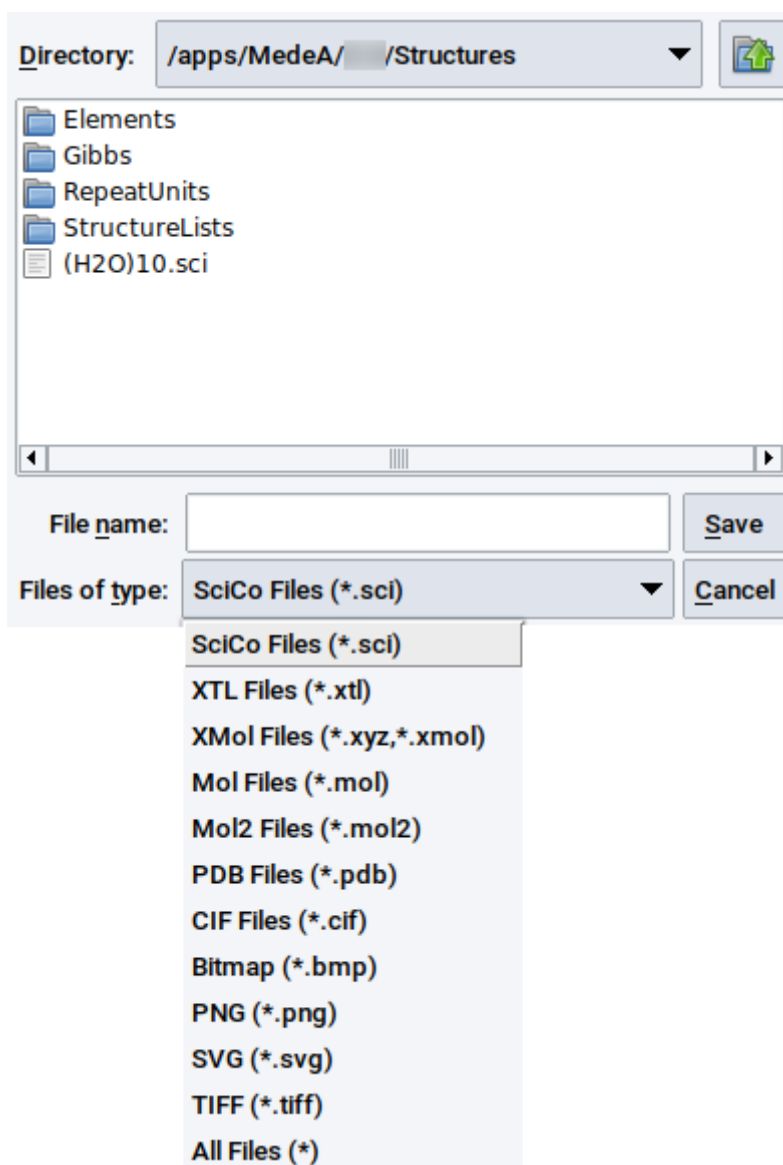 Directory: /apps/MedeA/ /Structures
Elements
Gibbs
RepeatUnits
StructureLists
(H2O)10.sci
File name: Save
Files of type: SciCo Files (*.sci) Cancel
SciCo Files (*.sci)
XTL Files (*.xtl)
XMol Files (*.xyz,*.xmol)
Mol Files (*.mol)
Mol2 Files (*.mol2)
PDB Files (*.pdb)
CIF Files (*.cif)
Bitmap (*.bmp)
PNG (*.png)
SVG (*.svg)
TIFF (*.tiff)
All Files (*)